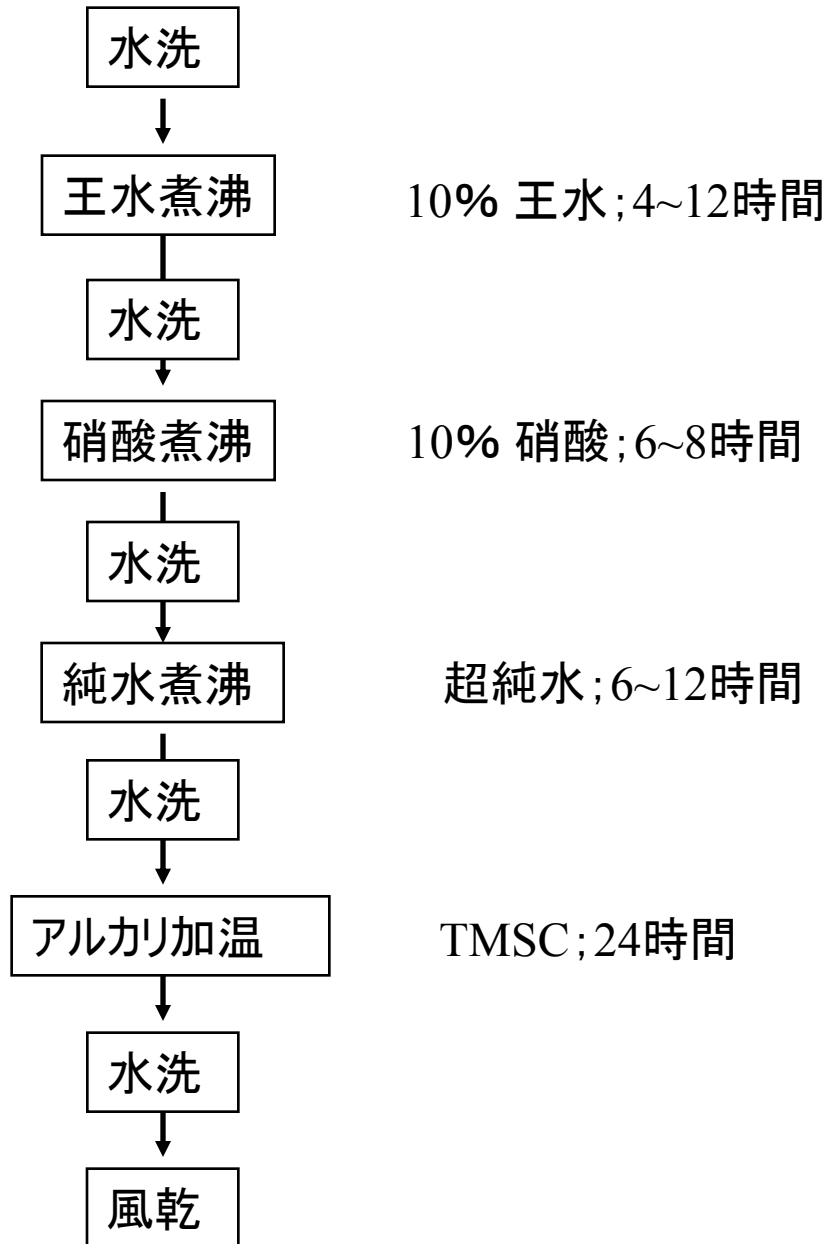 水洗
王水煮沸 10% 王水;4~12時間
水洗
硝酸煮沸 10% 硝酸;6~8時間
水洗
純水煮沸 超純水;6~12時間
水洗
アルカリ加温 TMSC;24時間
水洗
風乾